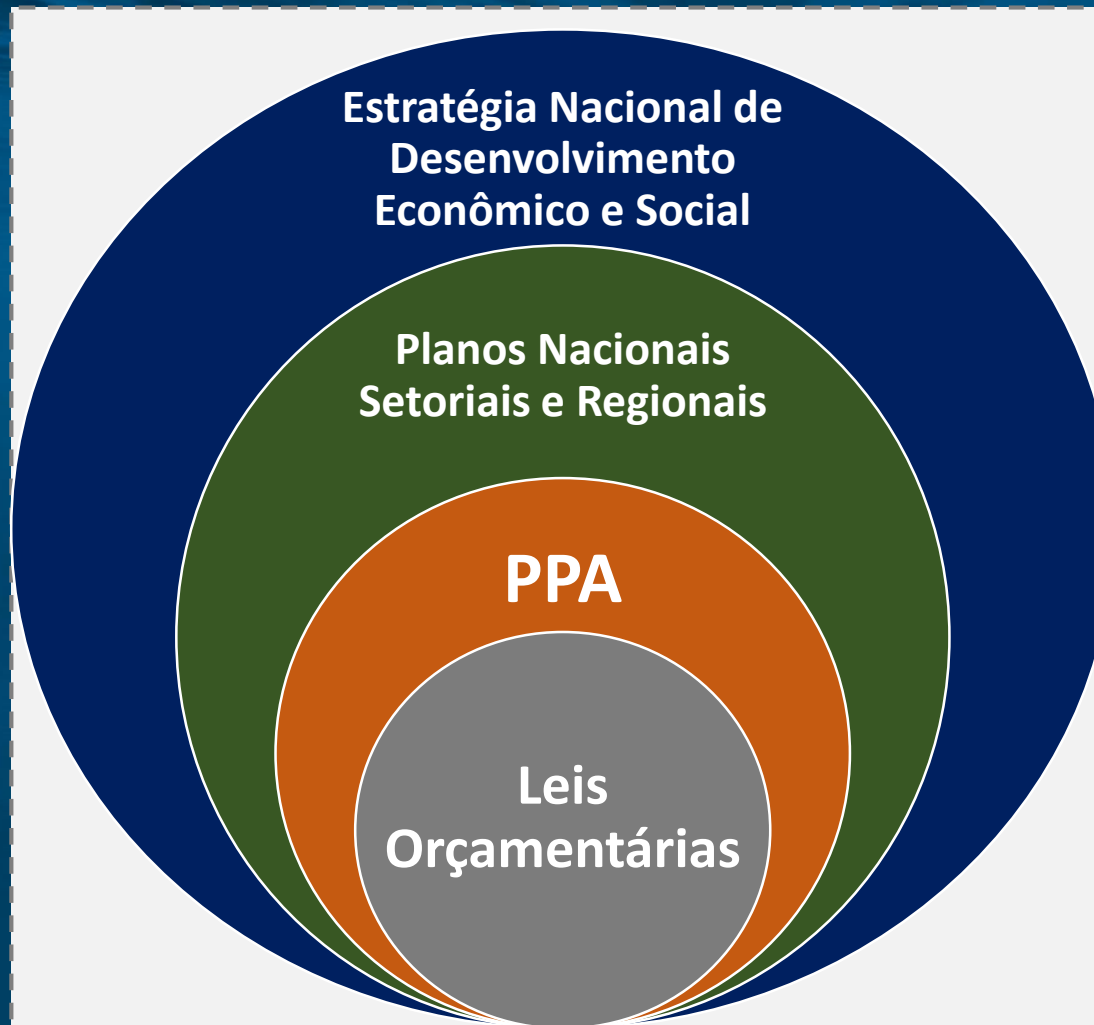 Estratégia Nacional de
Desenvolvimento
Econômico e Social
Planos Nacionais
Setoriais e Regionais
PPA
Leis
Orçamentárias